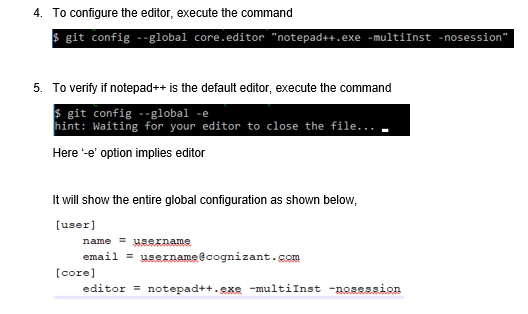 4. To configure the editor, execute the command
$ git config --global core.editor "notepad++.exe -multiInst -nosession"
5. To verify if notepad++ is the default editor, execute the command
$ git config --global -e
hint: Waiting for your editor to close the file...
Here '-e' option implies editor
It will show the entire global configuration as shown below,
[user]
name = username
email = username@cognizant.com
[core]
editor = notepad++.exe -multiInst -nosession